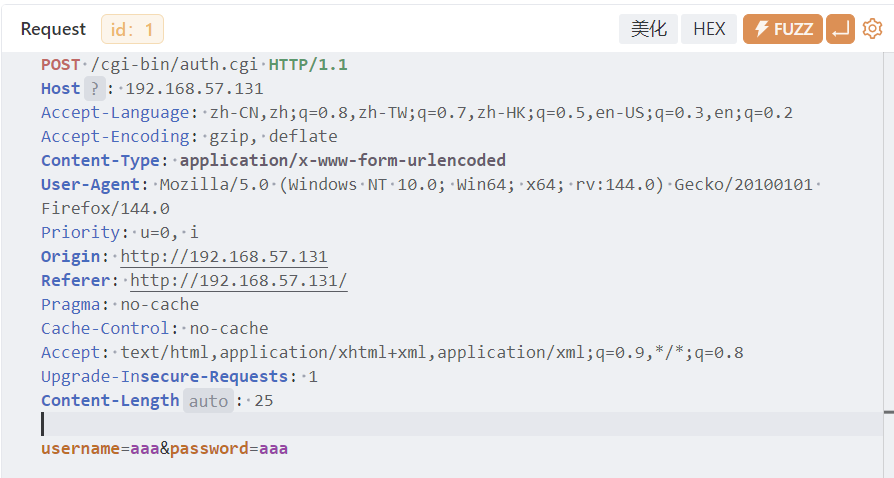 Request id: 1 美化 HEX FUZZ
POST /cgi-bin/auth.cgi HTTP/1.1
Host ? : 192.168.57.131
Accept-Language: zh-CN,zh;q=0.8,zh-TW;q=0.7,zh-HK;q=0.5,en-US;q=0.3,en;q=0.2
Accept-Encoding: gzip, deflate
Content-Type: application/x-www-form-urlencoded
User-Agent: Mozilla/5.0 (Windows NT 10.0; Win64; x64; rv:144.0) Gecko/20100101
Firefox/144.0
Priority: u=0, i
Origin: http://192.168.57.131
Referer: http://192.168.57.131/
Pragma: no-cache
Cache-Control: no-cache
Accept: text/html,application/xhtml+xml,application/xml;q=0.9,*/*;q=0.8
Upgrade-Insecure-Requests: 1
Content-Length auto : 25
username=aaa&password=aaa